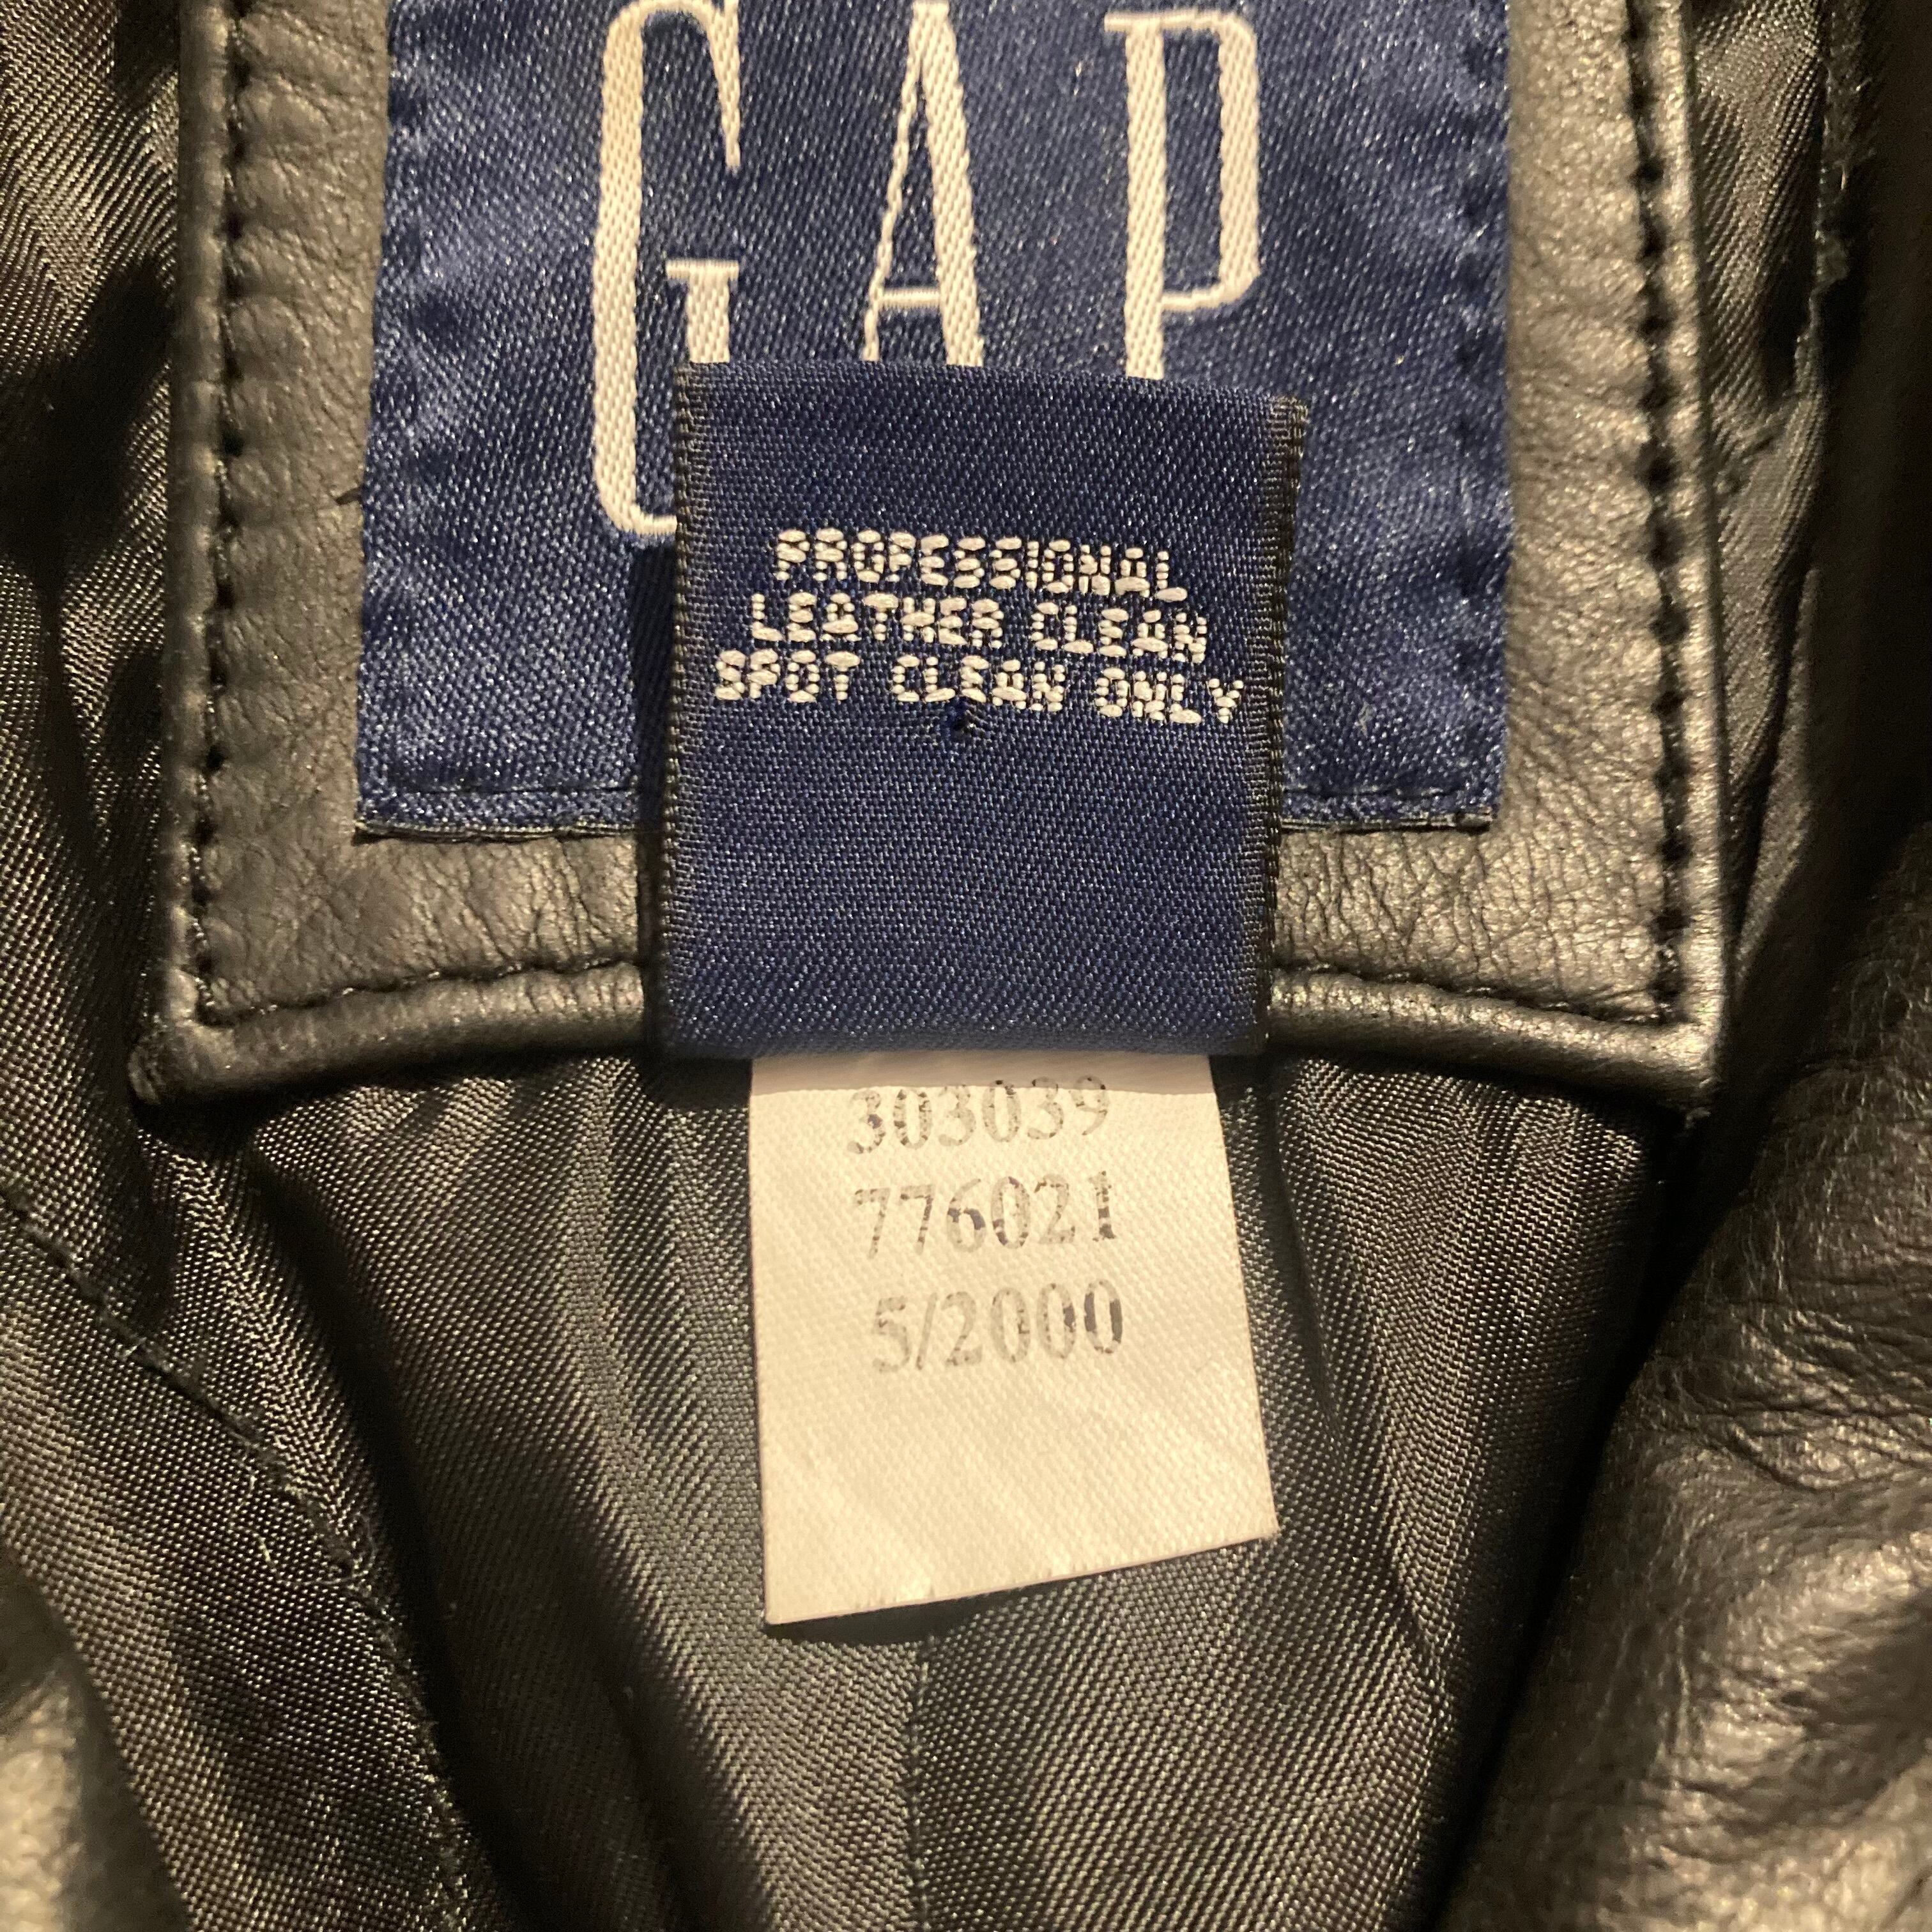 GAP
PROFESSIONAL
LEATHER CLEAN
SPOT CLEAN ONLY
303039
776021
5/2000